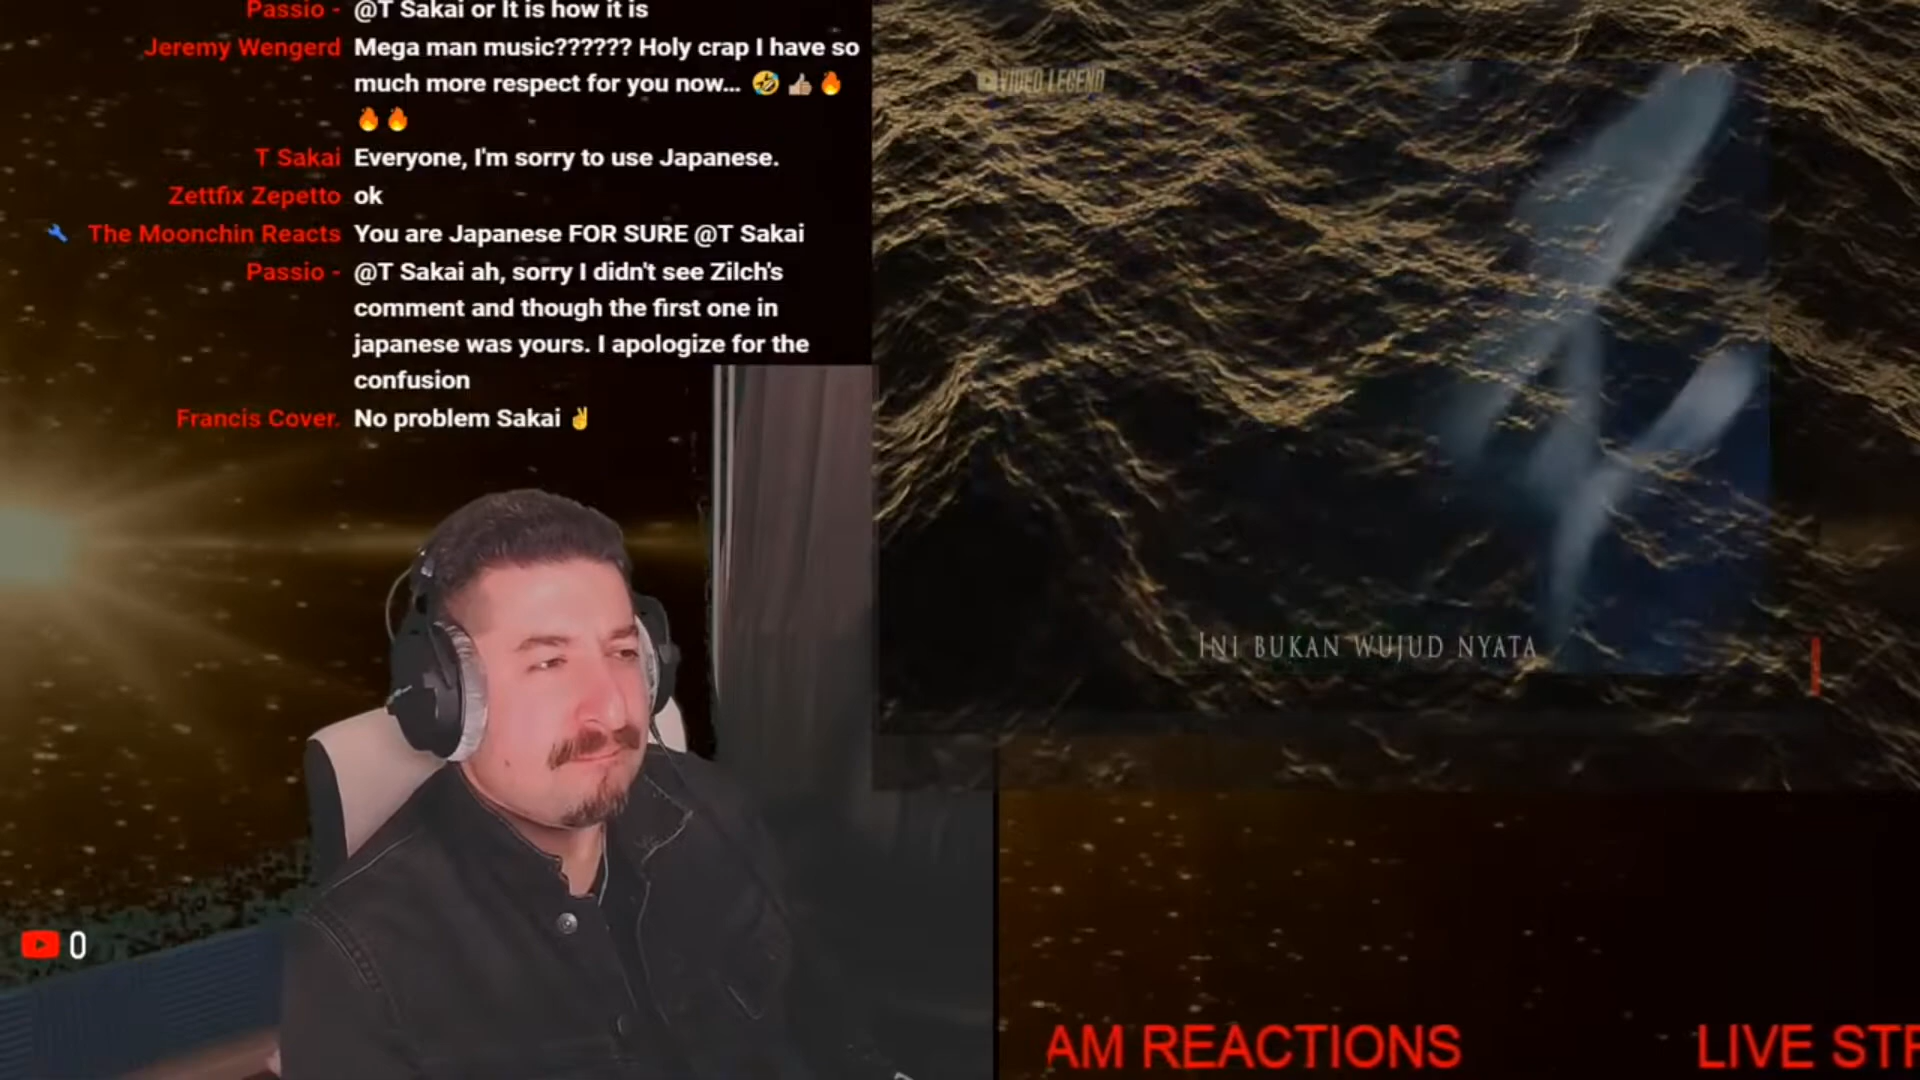 Passio - @T Sakai or It is how it is
Jeremy Wengerd Mega man music?????? Holy crap I have so
much more respect for you now... 🤣 👍🏼 🔥
🔥 🔥
T Sakai Everyone, I'm sorry to use Japanese.
Zettfix Zepetto ok
The Moonchin Reacts You are Japanese FOR SURE @T Sakai
Passio - @T Sakai ah, sorry I didn't see Zilch's
comment and though the first one in
japanese was yours. I apologize for the
confusion
Francis Cover. No problem Sakai ✌
VIDEO LEGEND
INI BUKAN WUJUD NYATA
0
AM REACTIONS LIVE STR